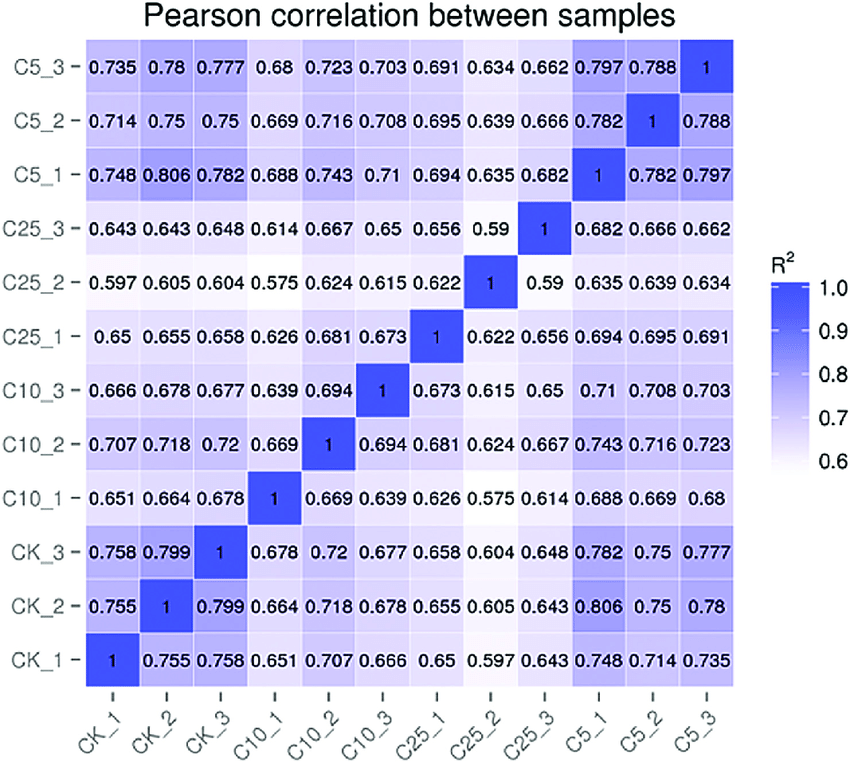 Pearson correlation between samples
C5_3 0.735 0.78 0.777 0.68 0.723 0.703 0.691 0.634 0.662 0.797 0.788 1
C5_2 0.714 0.75 0.75 0.669 0.716 0.708 0.695 0.639 0.666 0.782 1 0.788
C5_1 0.748 0.806 0.782 0.688 0.743 0.71 0.694 0.635 0.682 1 0.782 0.797
C25_3 0.643 0.643 0.648 0.614 0.667 0.65 0.656 0.59 1 0.682 0.666 0.662
C25_2 0.597 0.605 0.604 0.575 0.624 0.615 0.622 1 0.59 0.635 0.639 0.634
C25_1 0.65 0.655 0.658 0.626 0.681 0.673 1 0.622 0.656 0.694 0.695 0.691
C10_3 0.666 0.678 0.677 0.639 0.694 1 0.673 0.615 0.65 0.71 0.708 0.703
C10_2 0.707 0.718 0.72 0.669 1 0.694 0.681 0.624 0.667 0.743 0.716 0.723
C10_1 0.651 0.664 0.678 1 0.669 0.639 0.626 0.575 0.614 0.688 0.669 0.68
CK_3 0.758 0.799 1 0.678 0.72 0.677 0.658 0.604 0.648 0.782 0.75 0.777
CK_2 0.755 1 0.799 0.664 0.718 0.678 0.655 0.605 0.643 0.806 0.75 0.78
CK_1 1 0.755 0.758 0.651 0.707 0.666 0.65 0.597 0.643 0.748 0.714 0.735
CK_1 CK_2 CK_3 C10_1 C10_2 C10_3 C25_1 C25_2 C25_3 C5_1 C5_2 C5_3
R²
1.0
0.9
0.8
0.7
0.6